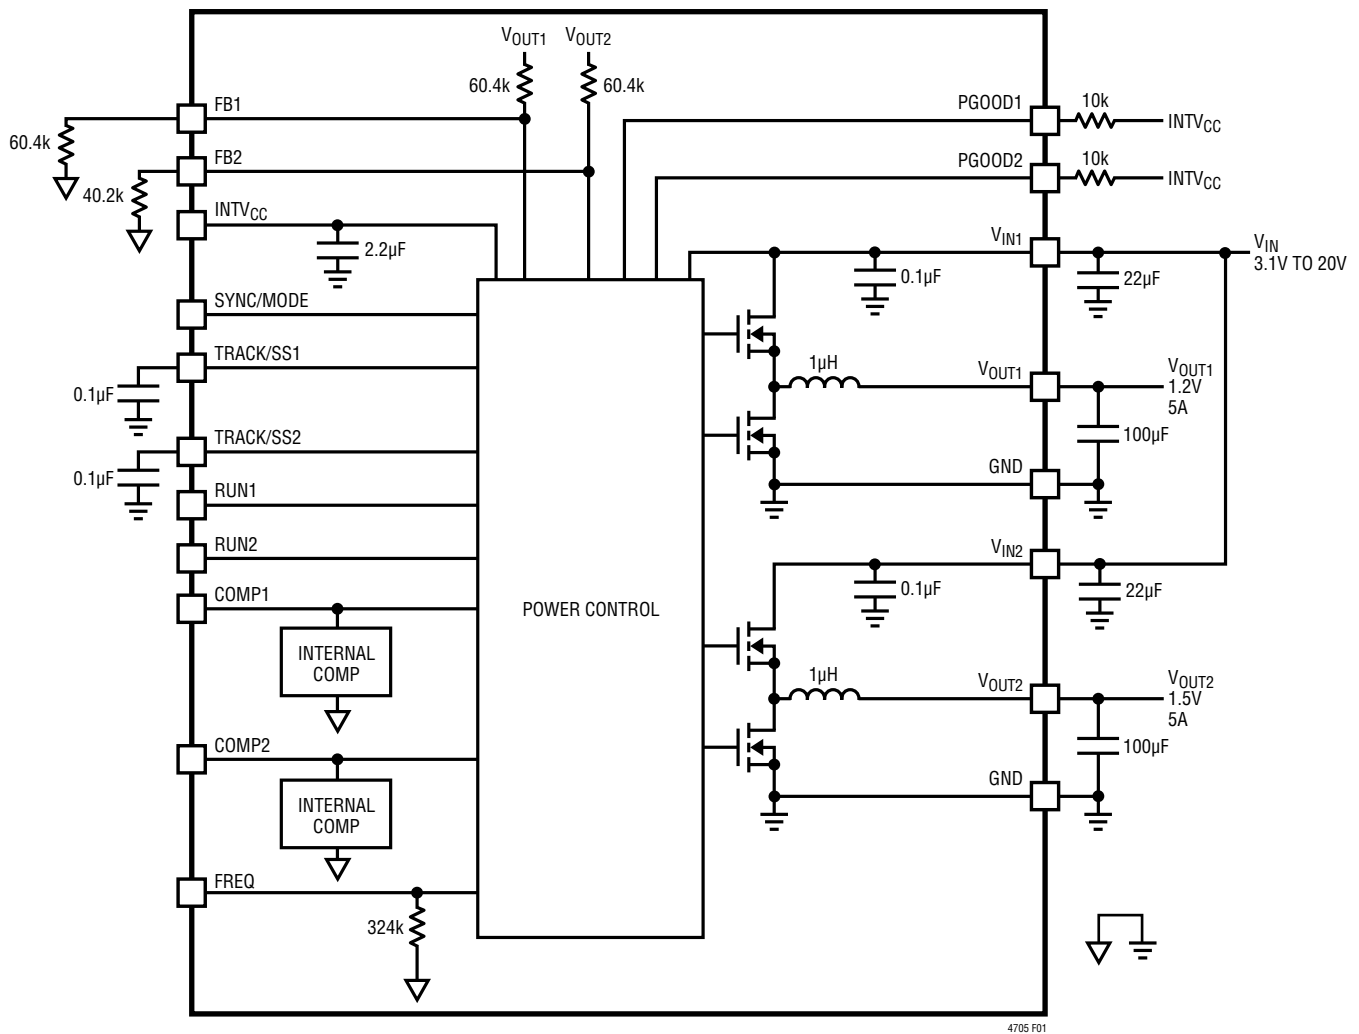 VOUT1
VOUT2
60.4k
60.4k
FB1
60.4k
FB2
40.2k
INTVCC
2.2µF
SYNC/MODE
TRACK/SS1
0.1µF
TRACK/SS2
0.1µF
RUN1
RUN2
COMP1
INTERNAL
COMP
COMP2
INTERNAL
COMP
FREQ
324k
POWER CONTROL
PGOOD1
10k
INTVCC
PGOOD2
10k
INTVCC
VIN1
0.1µF
22µF
VIN
3.1V TO 20V
1µH
VOUT1
VOUT1
1.2V
5A
100µF
GND
VIN2
0.1µF
22µF
1µH
VOUT2
VOUT2
1.5V
5A
100µF
GND
4705 F01